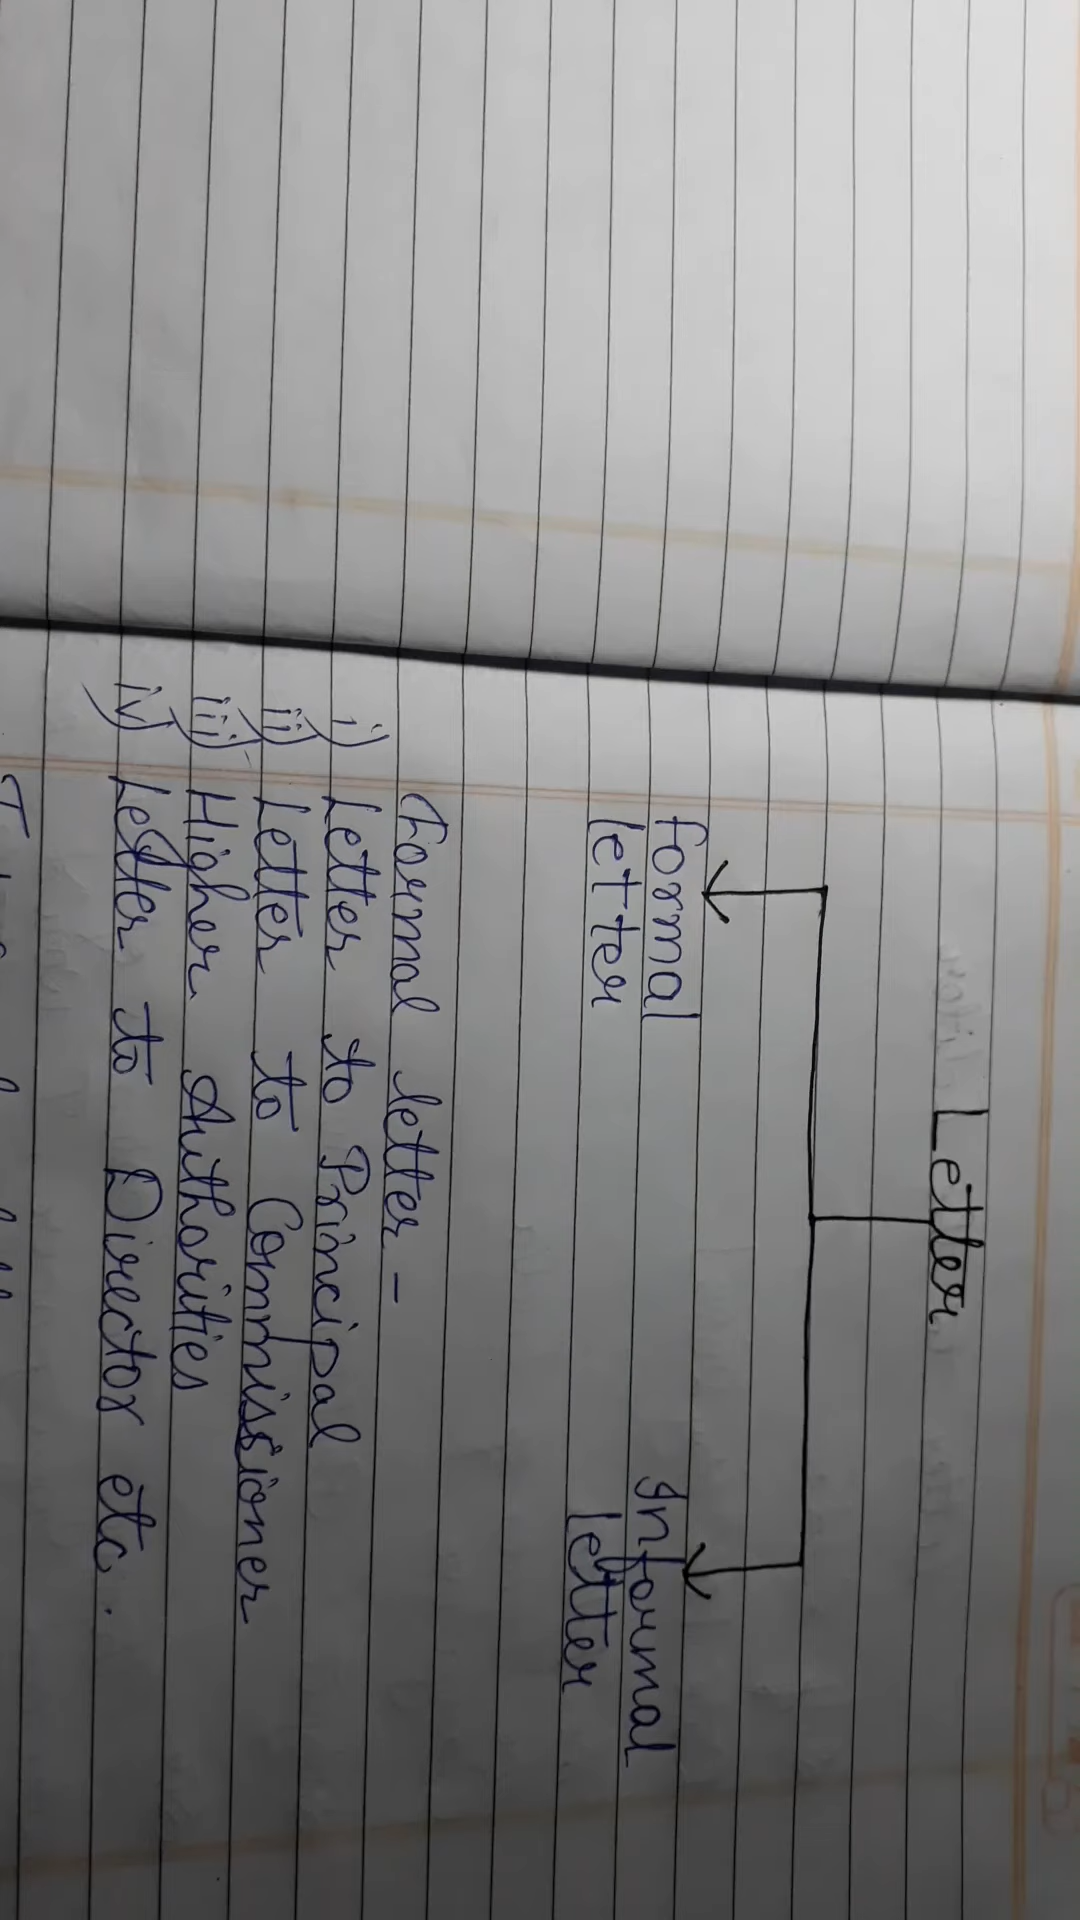 Letter
formal
letter
Informal
letter
Formal letter -
i) Letter to Principal
ii) Letter to Commissioner
iii) Higher Authorities
iv) Letter to Director etc.